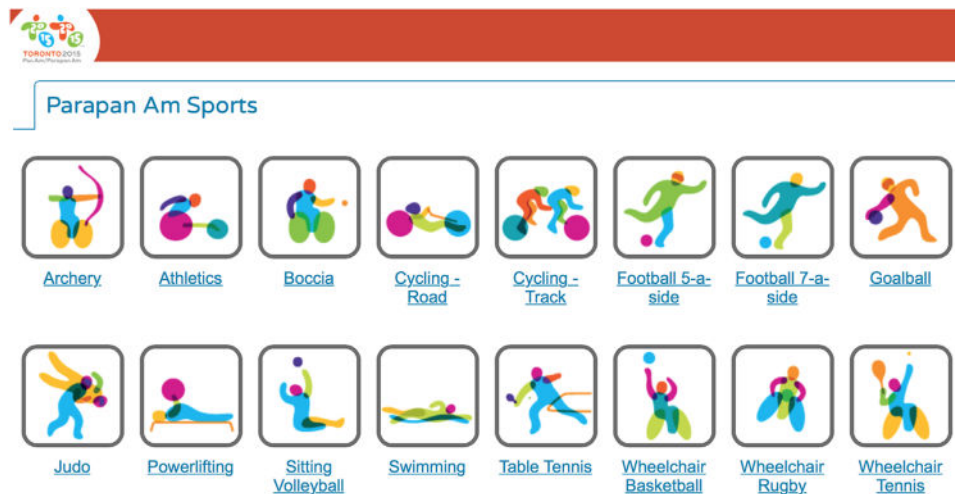 TORONTO 2015
Pan Am/Parapan Am
Parapan Am Sports
Archery
Athletics
Boccia
Cycling -
Road
Cycling -
Track
Football 5-a-
side
Football 7-a-
side
Goalball
Judo
Powerlifting
Sitting
Volleyball
Swimming
Table Tennis
Wheelchair
Basketball
Wheelchair
Rugby
Wheelchair
Tennis